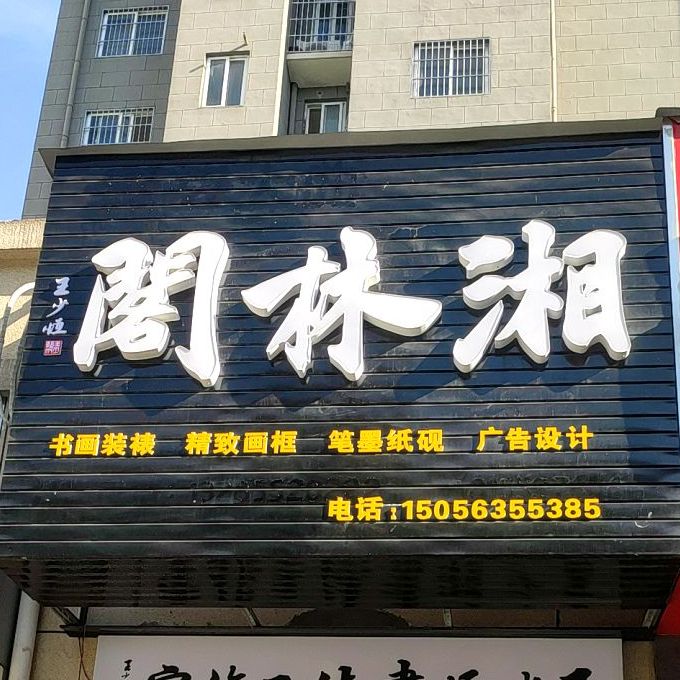 湘林閣
王少恒
书画装裱 精致画框 笔墨纸砚 广告设计
电话:15056355385